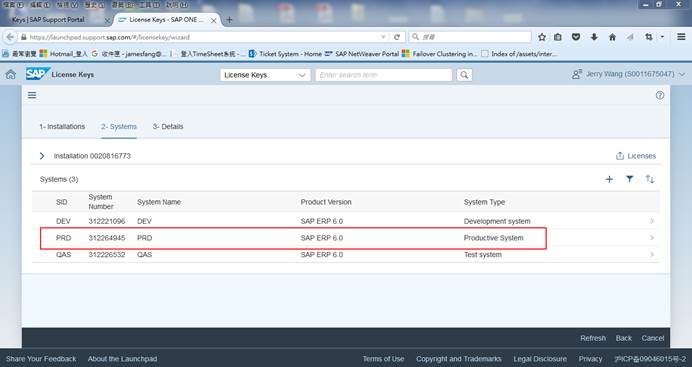 檔案(F) 編輯(E) 檢視(V) 歷史(S) 書籤(B) 工具(T) 說明(H)
Keys | SAP Support Portal
License Keys - SAP ONE ...
https://launchpad.support.sap.com/#/licensekey/wizard
搜尋
最常瀏覽 Hotmail_登入 收件匣 - jamesfang@... 登入TimeSheet系統 - ... Ticket System - Home SAP NetWeaver Portal Failover Clustering in... Index of /assets/inter...
SAP License Keys
License Keys
Enter search term
Jerry Wang (S0011675047)
1- Installations 2- Systems 3- Details
Installation 0020816773
Licenses
Systems (3)
SID System Number System Name Product Version System Type
DEV 312221096 DEV SAP ERP 6.0 Development system
PRD 312264945 PRD SAP ERP 6.0 Productive System
QAS 312226532 QAS SAP ERP 6.0 Test system
Refresh Back Cancel
Share Your Feedback About the Launchpad Terms of Use Copyright and Trademarks Legal Disclosure Privacy 沪ICP备09046015号-2